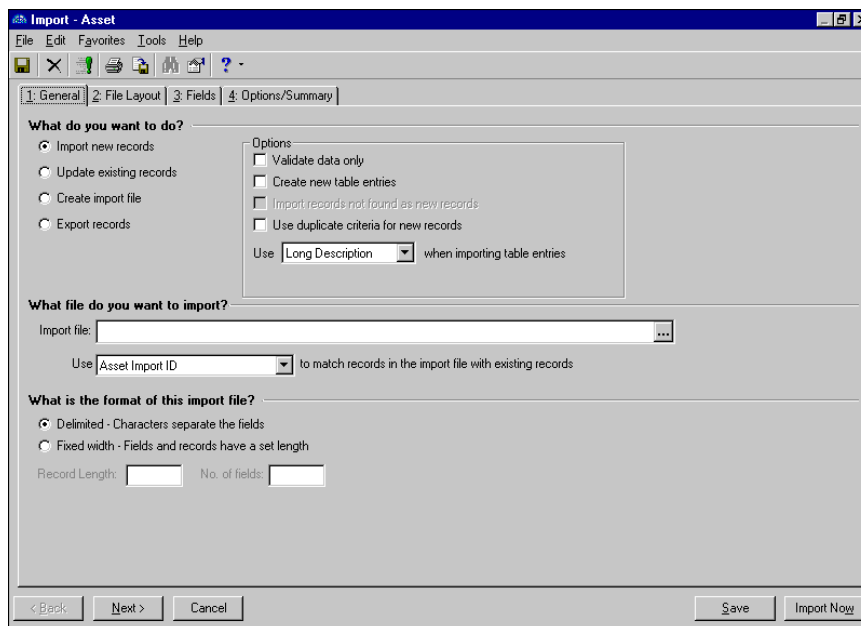 Import - Asset
File Edit Favorites Tools Help
1: General 2: File Layout 3: Fields 4: Options/Summary
What do you want to do?
Import new records
Update existing records
Create import file
Export records
Options
Validate data only
Create new table entries
Import records not found as new records
Use duplicate criteria for new records
Use Long Description when importing table entries
What file do you want to import?
Import file: ...
Use Asset Import ID to match records in the import file with existing records
What is the format of this import file?
Delimited - Characters separate the fields
Fixed width - Fields and records have a set length
Record Length: No. of fields:
< Back Next > Cancel Save Import Now